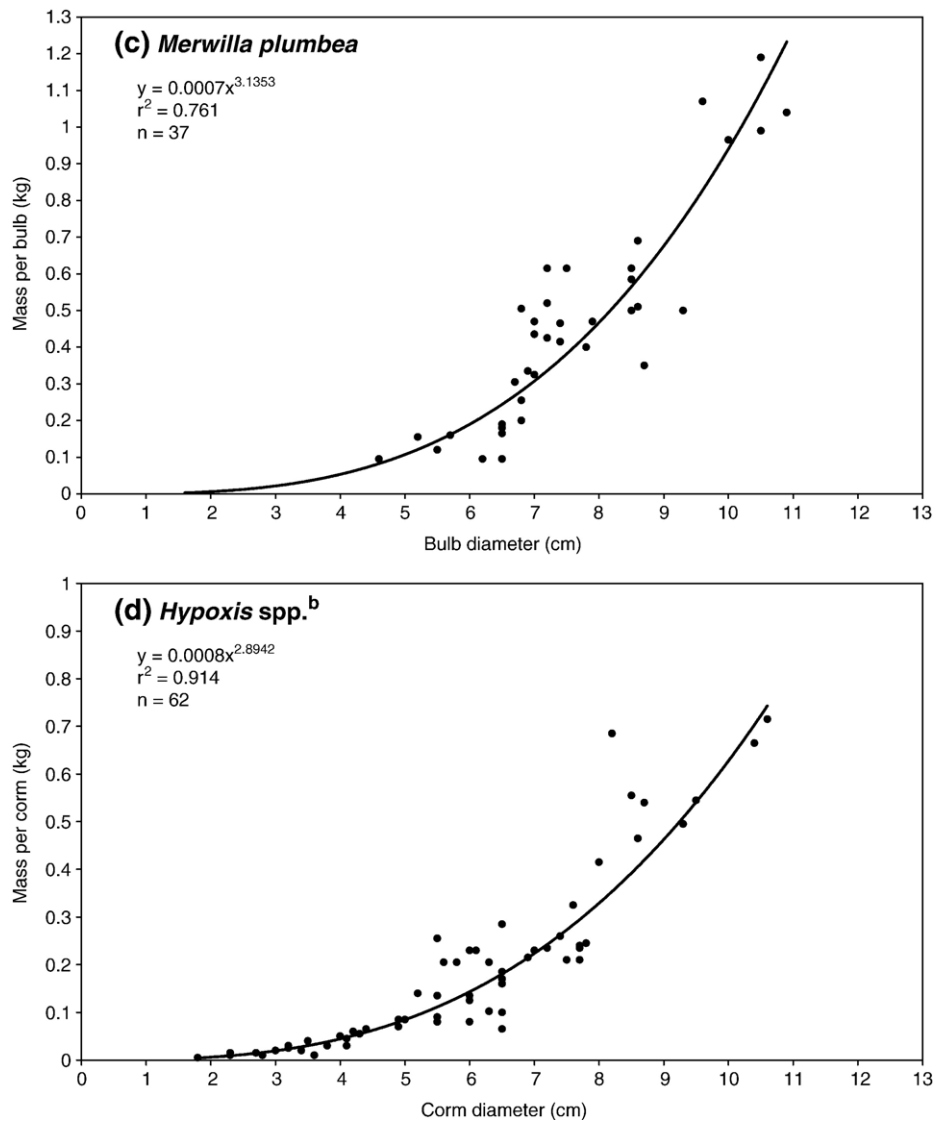 (c) Merwilla plumbea
y = 0.0007x^3.1353
r² = 0.761
n = 37
Mass per bulb (kg)
1.3
1.2
1.1
1
0.9
0.8
0.7
0.6
0.5
0.4
0.3
0.2
0.1
0
0 1 2 3 4 5 6 7 8 9 10 11 12 13
Bulb diameter (cm)
(d) Hypoxis spp.ᵇ
y = 0.0008x^2.8942
r² = 0.914
n = 62
Mass per corm (kg)
1
0.9
0.8
0.7
0.6
0.5
0.4
0.3
0.2
0.1
0
0 1 2 3 4 5 6 7 8 9 10 11 12 13
Corm diameter (cm)